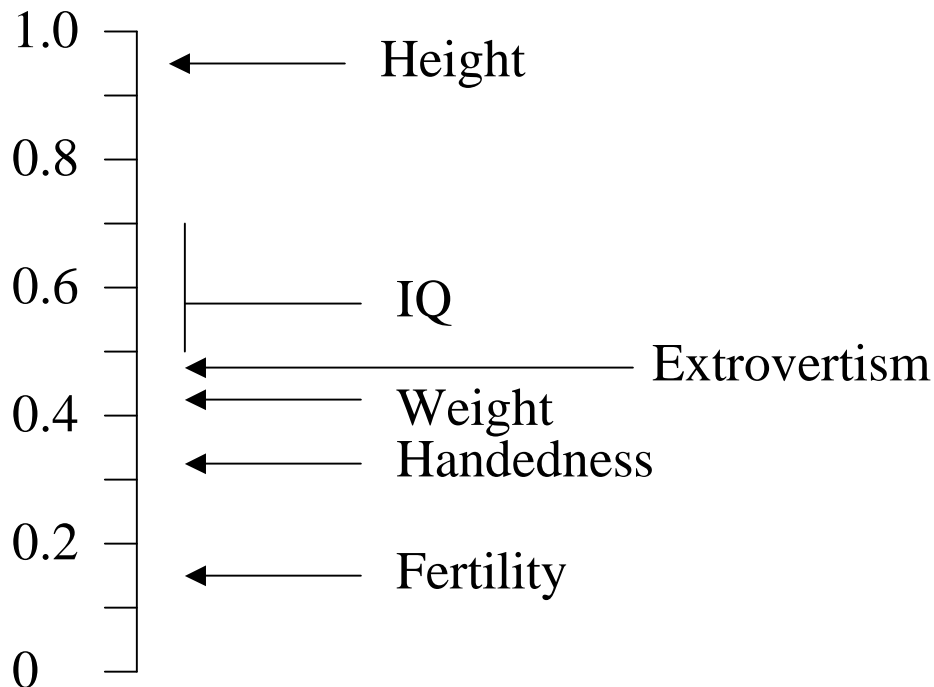 1.0
Height
0.8
0.6
IQ
Extrovertism
Weight
0.4
Handedness
0.2
Fertility
0